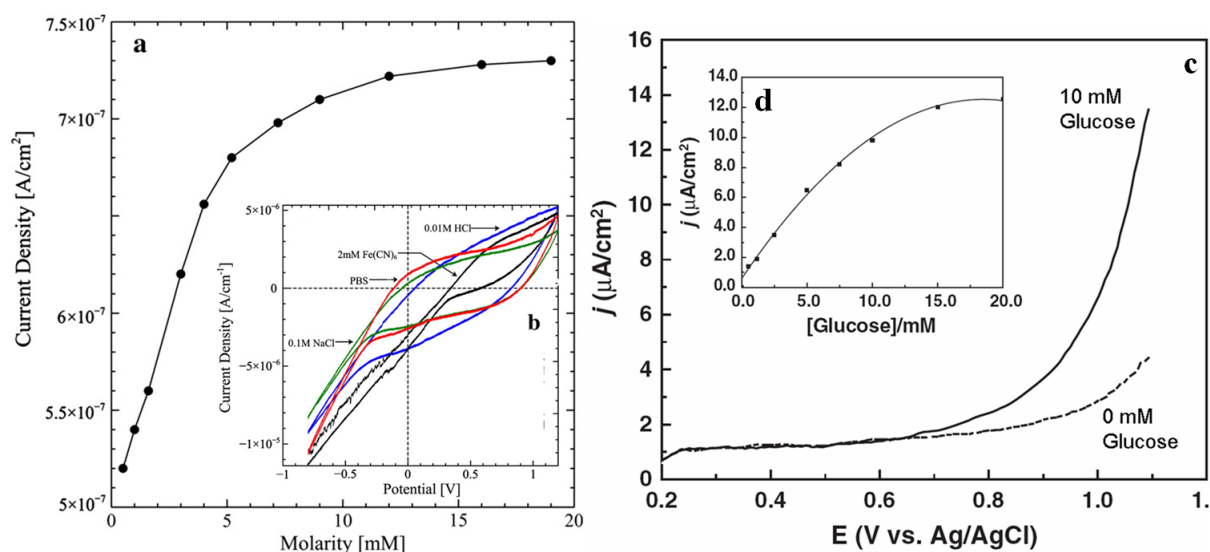 a
7.5×10⁻⁷
7×10⁻⁷
6×10⁻⁷
5.5×10⁻⁷
5×10⁻⁷
Current Density [A/cm²]
0
5
10
15
20
Molarity [mM]
b
5×10⁻⁶
0
−5×10⁻⁶
−1×10⁻⁵
Current Density [A/cm⁻¹]
0.01M HCl
2mM Fe(CN)₆
PBS
0.1M NaCl
−1
−0.5
0
0.5
1
Potential [V]
c
16
14
12
10
8
6
4
2
0
j (μA/cm²)
10 mM
Glucose
0 mM
Glucose
0.2
0.4
0.6
0.8
1.0
1.
E (V vs. Ag/AgCl)
d
14.0
12.0
10.0
8.0
6.0
4.0
2.0
0.0
j (μA/cm²)
0.0
5.0
10.0
15.0
20.0
[Glucose]/mM